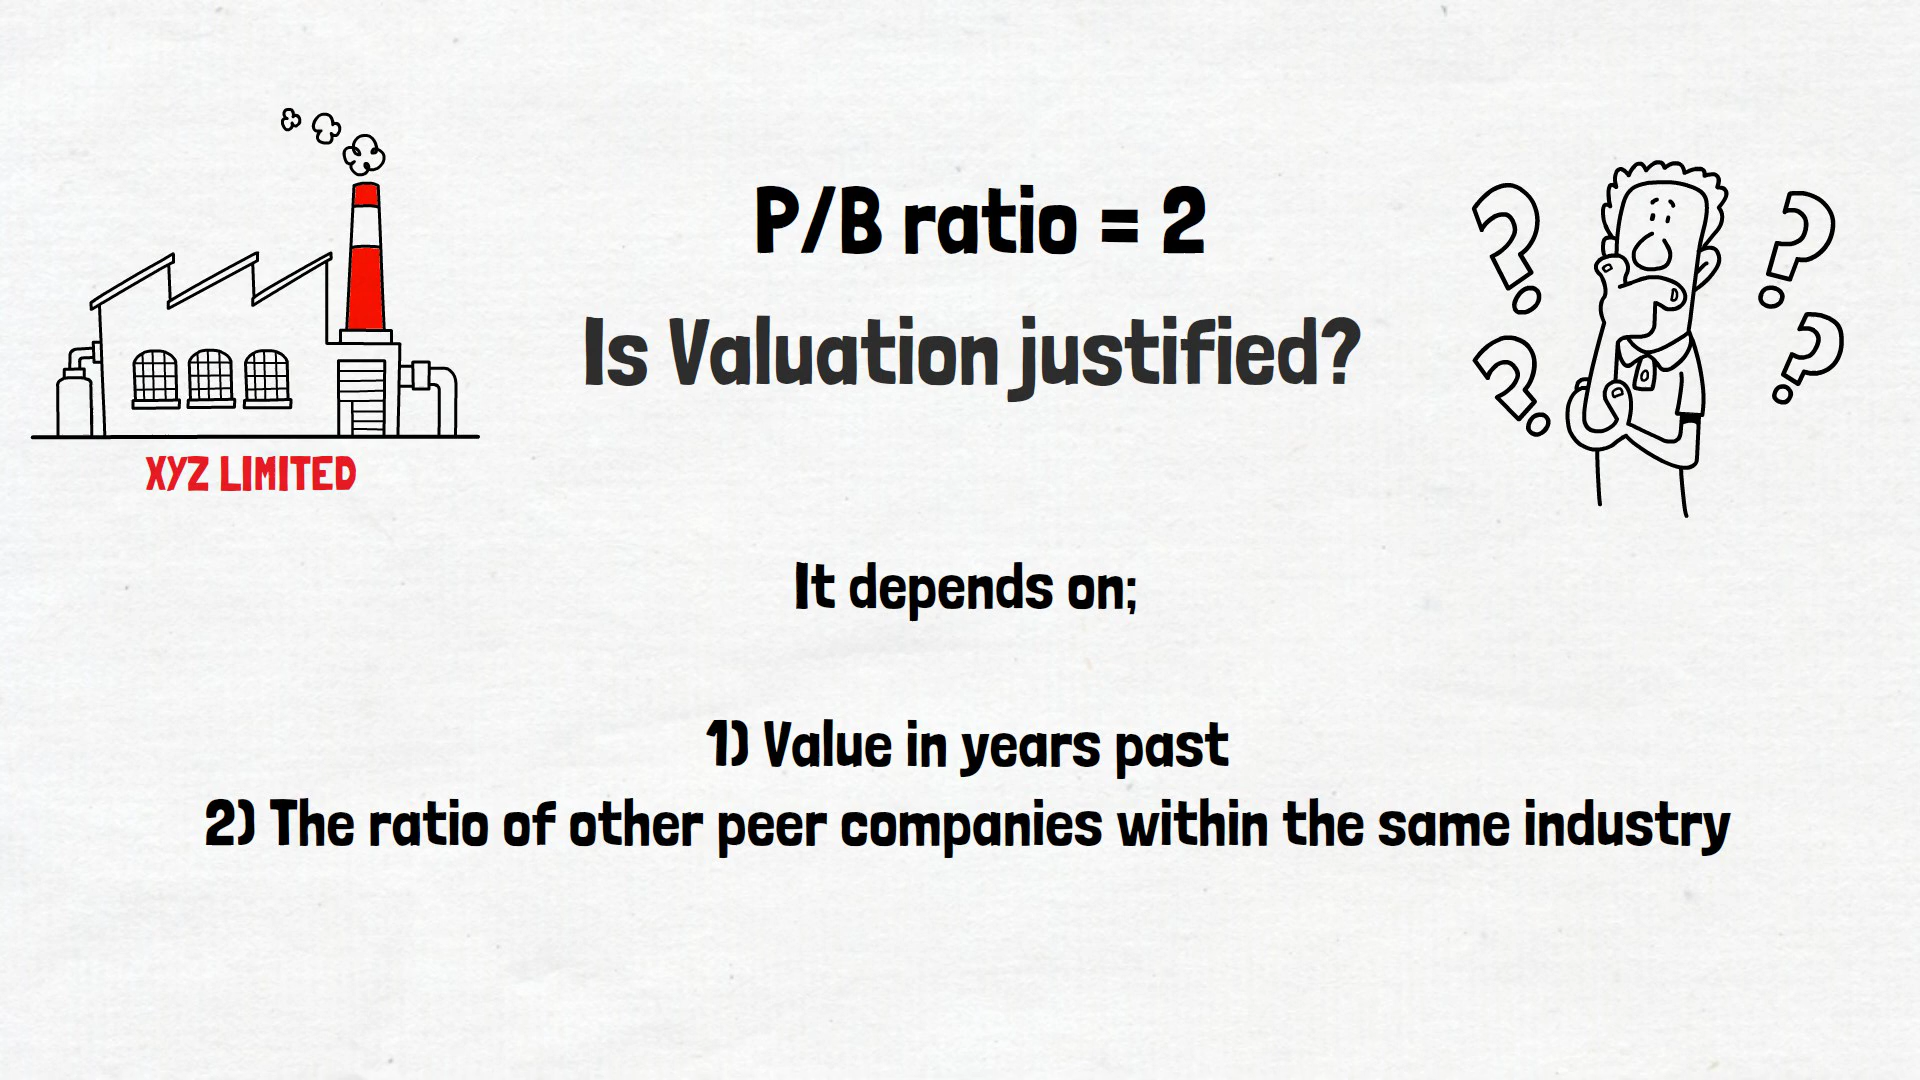 P/B ratio = 2
Is Valuation justified?
XYZ LIMITED
It depends on;
1) Value in years past
2) The ratio of other peer companies within the same industry